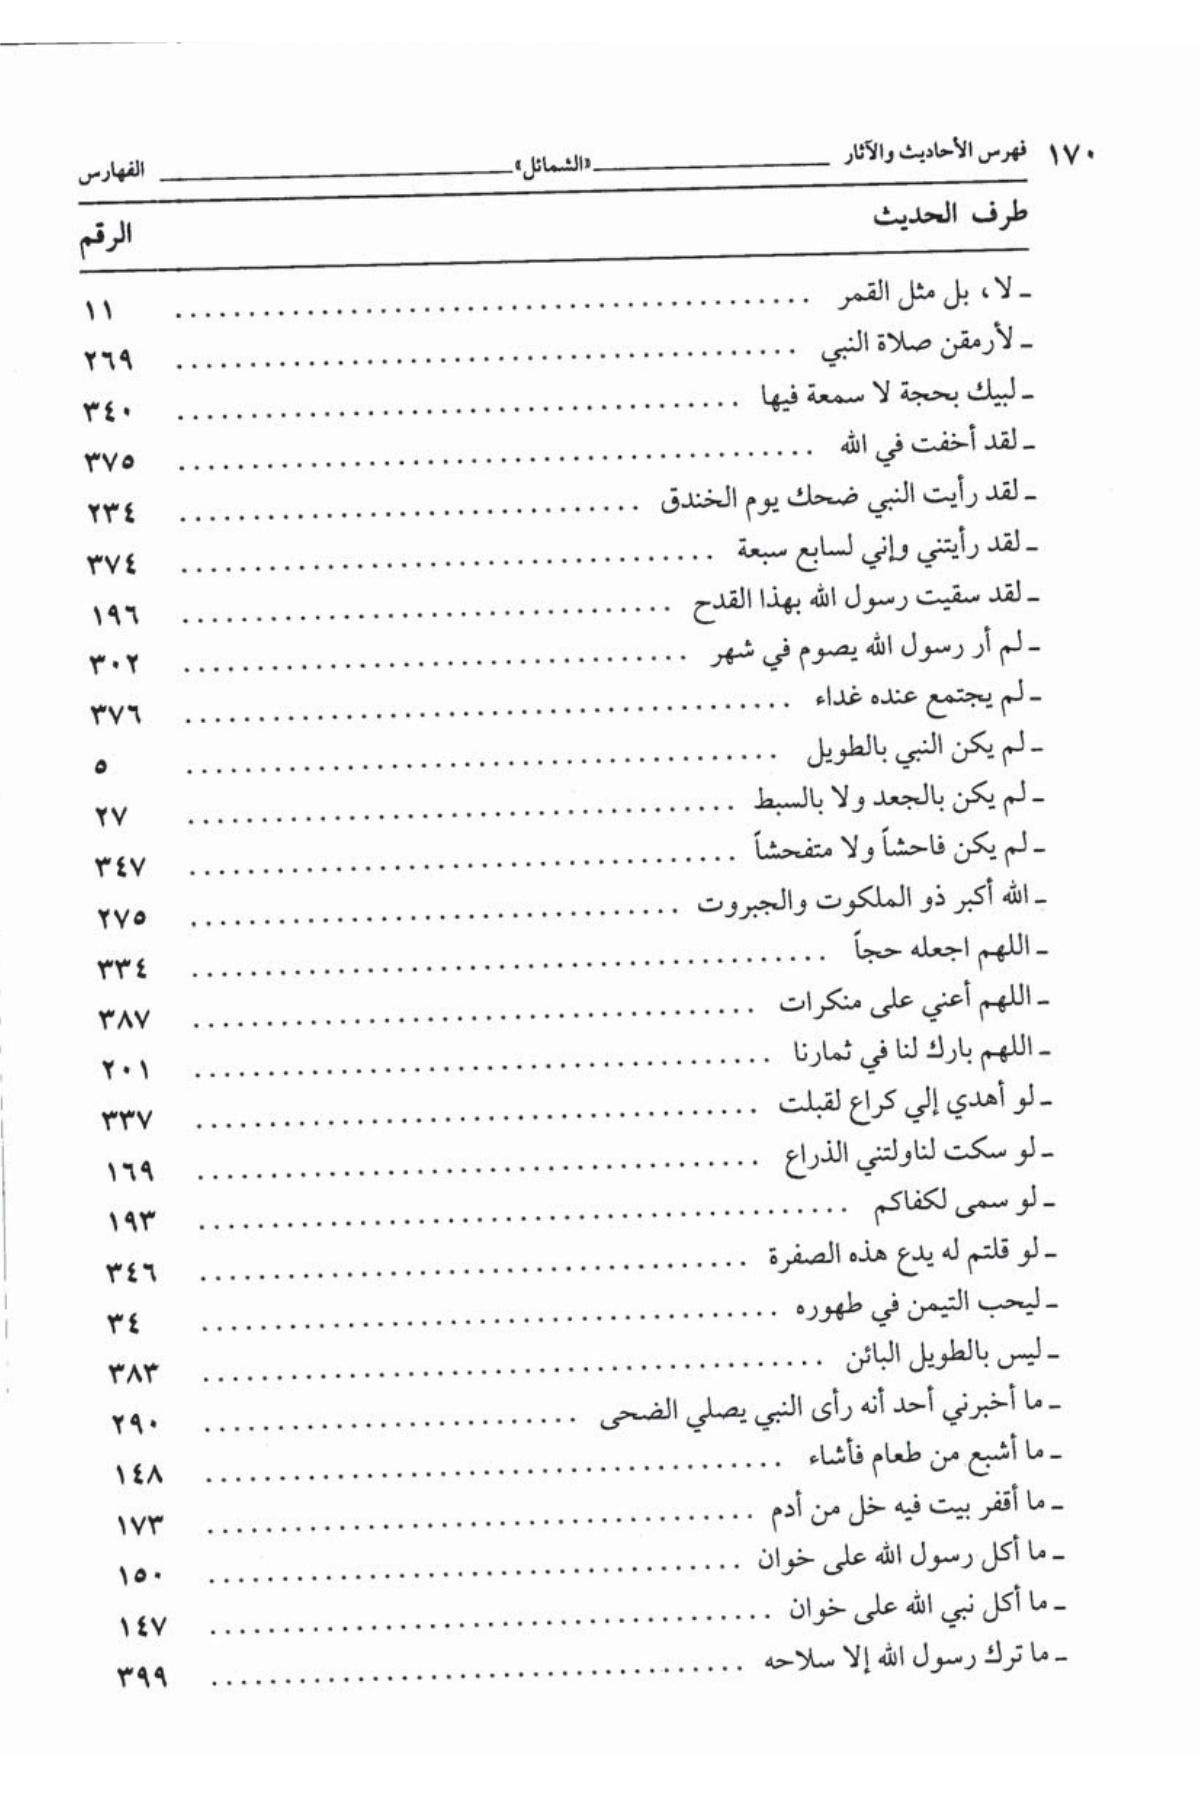 ١٧٠ فهرس الأحاديث والآثار «الشمائل» الفهارس
طرف الحديث الرقم
ـ لا، بل مثل القمر ١١
ـ لأرمقن صلاة النبي ٢٦٩
ـ لبيك بحجة لا سمعة فيها ٣٤٠
ـ لقد أخفت في الله ٣٧٥
ـ لقد رأيت النبي ضحك يوم الخندق ٢٣٤
ـ لقد رأيتني وإني لسابع سبعة ٣٧٤
ـ لقد سقيت رسول الله بهذا القدح ١٩٦
ـ لم أر رسول الله يصوم في شهر ٣٠٢
ـ لم يجتمع عنده غداء ٣٧٦
ـ لم يكن النبي بالطويل ٥
ـ لم يكن بالجعد ولا بالسبط ٢٧
ـ لم يكن فاحشاً ولا متفحشاً ٣٤٧
ـ الله أكبر ذو الملكوت والجبروت ٢٧٥
ـ اللهم اجعله حجاً ٣٣٤
ـ اللهم أعني على منكرات ٣٨٧
ـ اللهم بارك لنا في ثمارنا ٢٠١
ـ لو أهدي إلي كراع لقبلت ٣٣٧
ـ لو سكت لناولتني الذراع ١٦٩
ـ لو سمى لكفاكم ١٩٣
ـ لو قلتم له يدع هذه الصفرة ٣٤٦
ـ ليحب التيمن في طهوره ٣٤
ـ ليس بالطويل البائن ٣٨٣
ـ ما أخبرني أحد أنه رأى النبي يصلي الضحى ٢٩٠
ـ ما أشبع من طعام فأشاء ١٤٨
ـ ما أقفر بيت فيه خل من أدم ١٧٣
ـ ما أكل رسول الله على خوان ١٥٠
ـ ما أكل نبي الله على خوان ١٤٧
ـ ما ترك رسول الله إلا سلاحه ٣٩٩